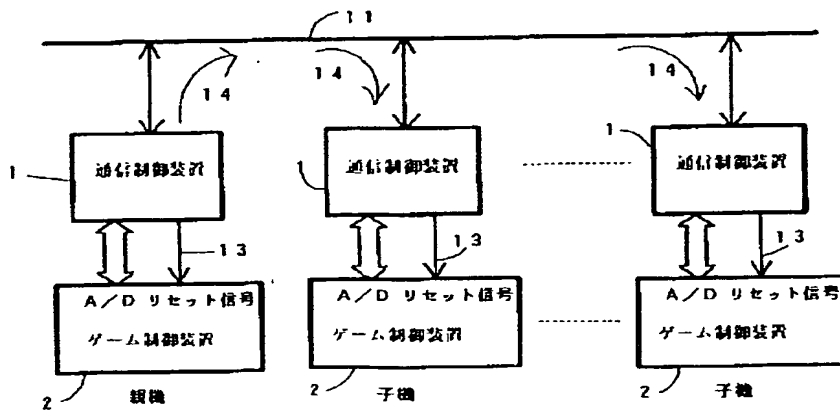 11
14 14 14
1 通信制御装置 1 通信制御装置 1 通信制御装置
13 13 13
A/D リセット信号 A/D リセット信号 A/D リセット信号
ゲーム制御装置 ゲーム制御装置 ゲーム制御装置
2 親機 2 子機 2 子機